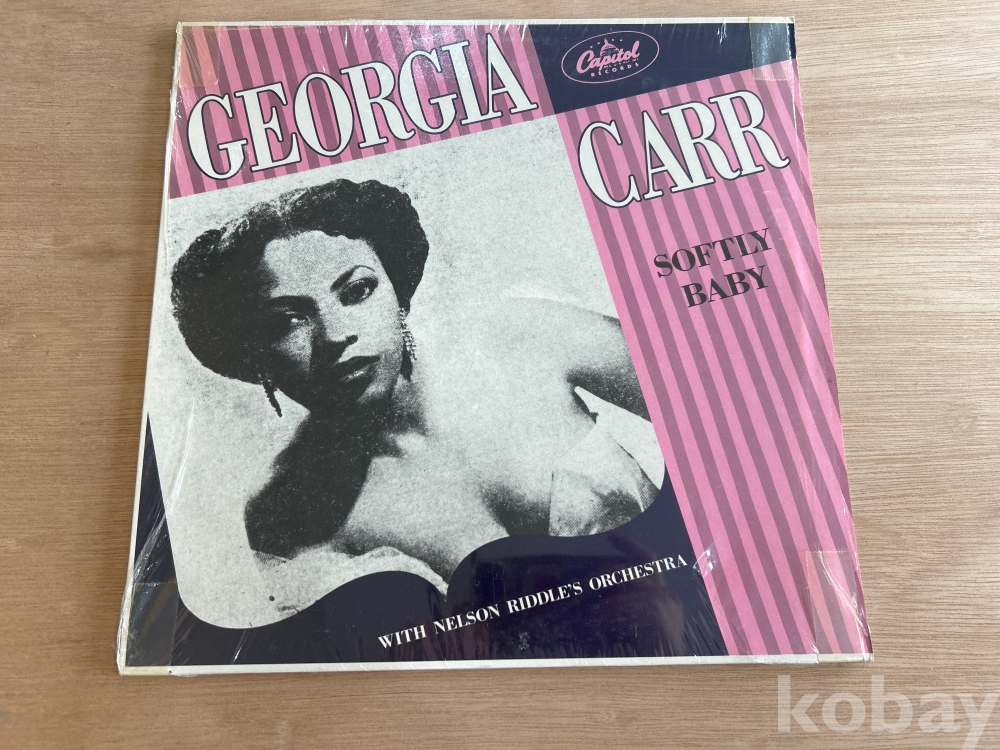 GEORGIA
Capitol
RECORDS
CARR
SOFTLY
BABY
WITH NELSON RIDDLE'S ORCHESTRA
kobay